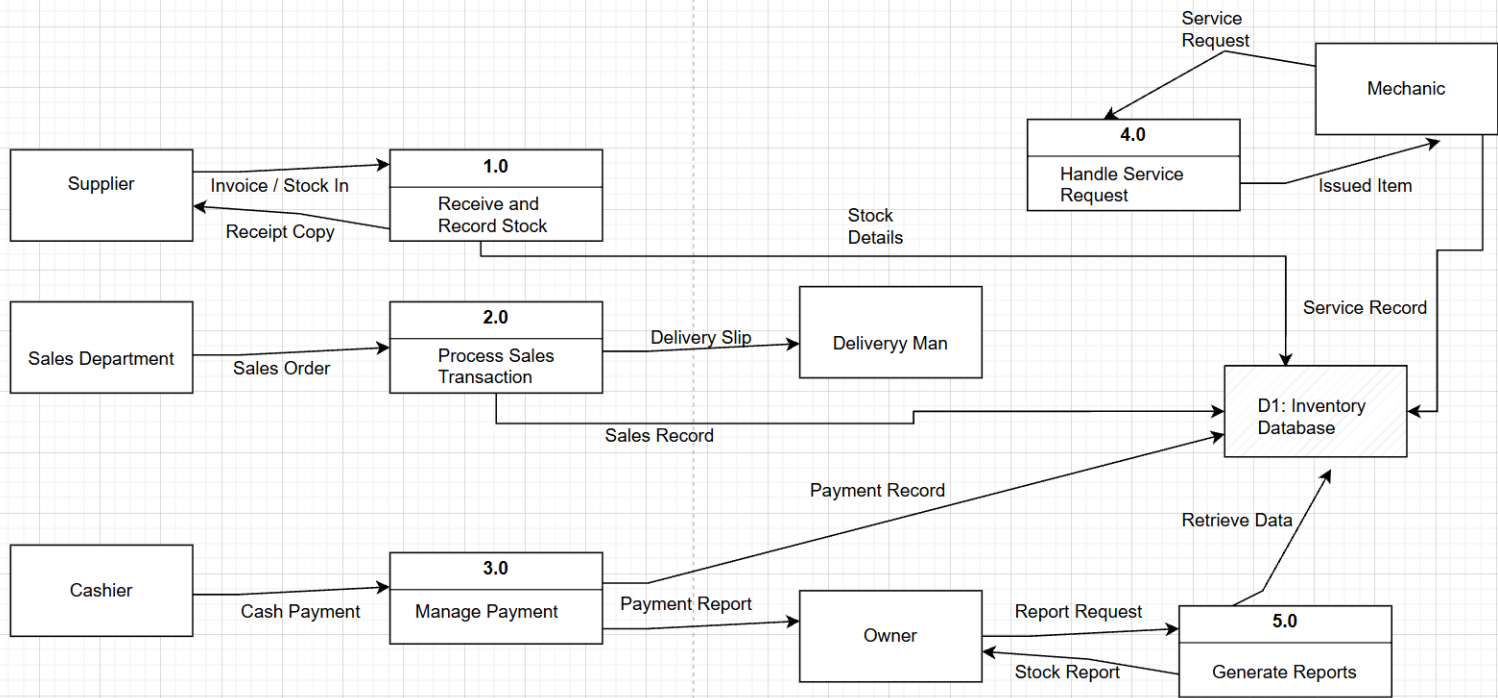 Service
Request
Mechanic
4.0
Handle Service
Request
Issued Item
Supplier
Invoice / Stock In
Receipt Copy
1.0
Receive and
Record Stock
Stock
Details
Service Record
Sales Department
Sales Order
2.0
Process Sales
Transaction
Delivery Slip
Deliveryy Man
Sales Record
D1: Inventory
Database
Payment Record
Retrieve Data
Cashier
Cash Payment
3.0
Manage Payment
Payment Report
Owner
Report Request
Stock Report
5.0
Generate Reports